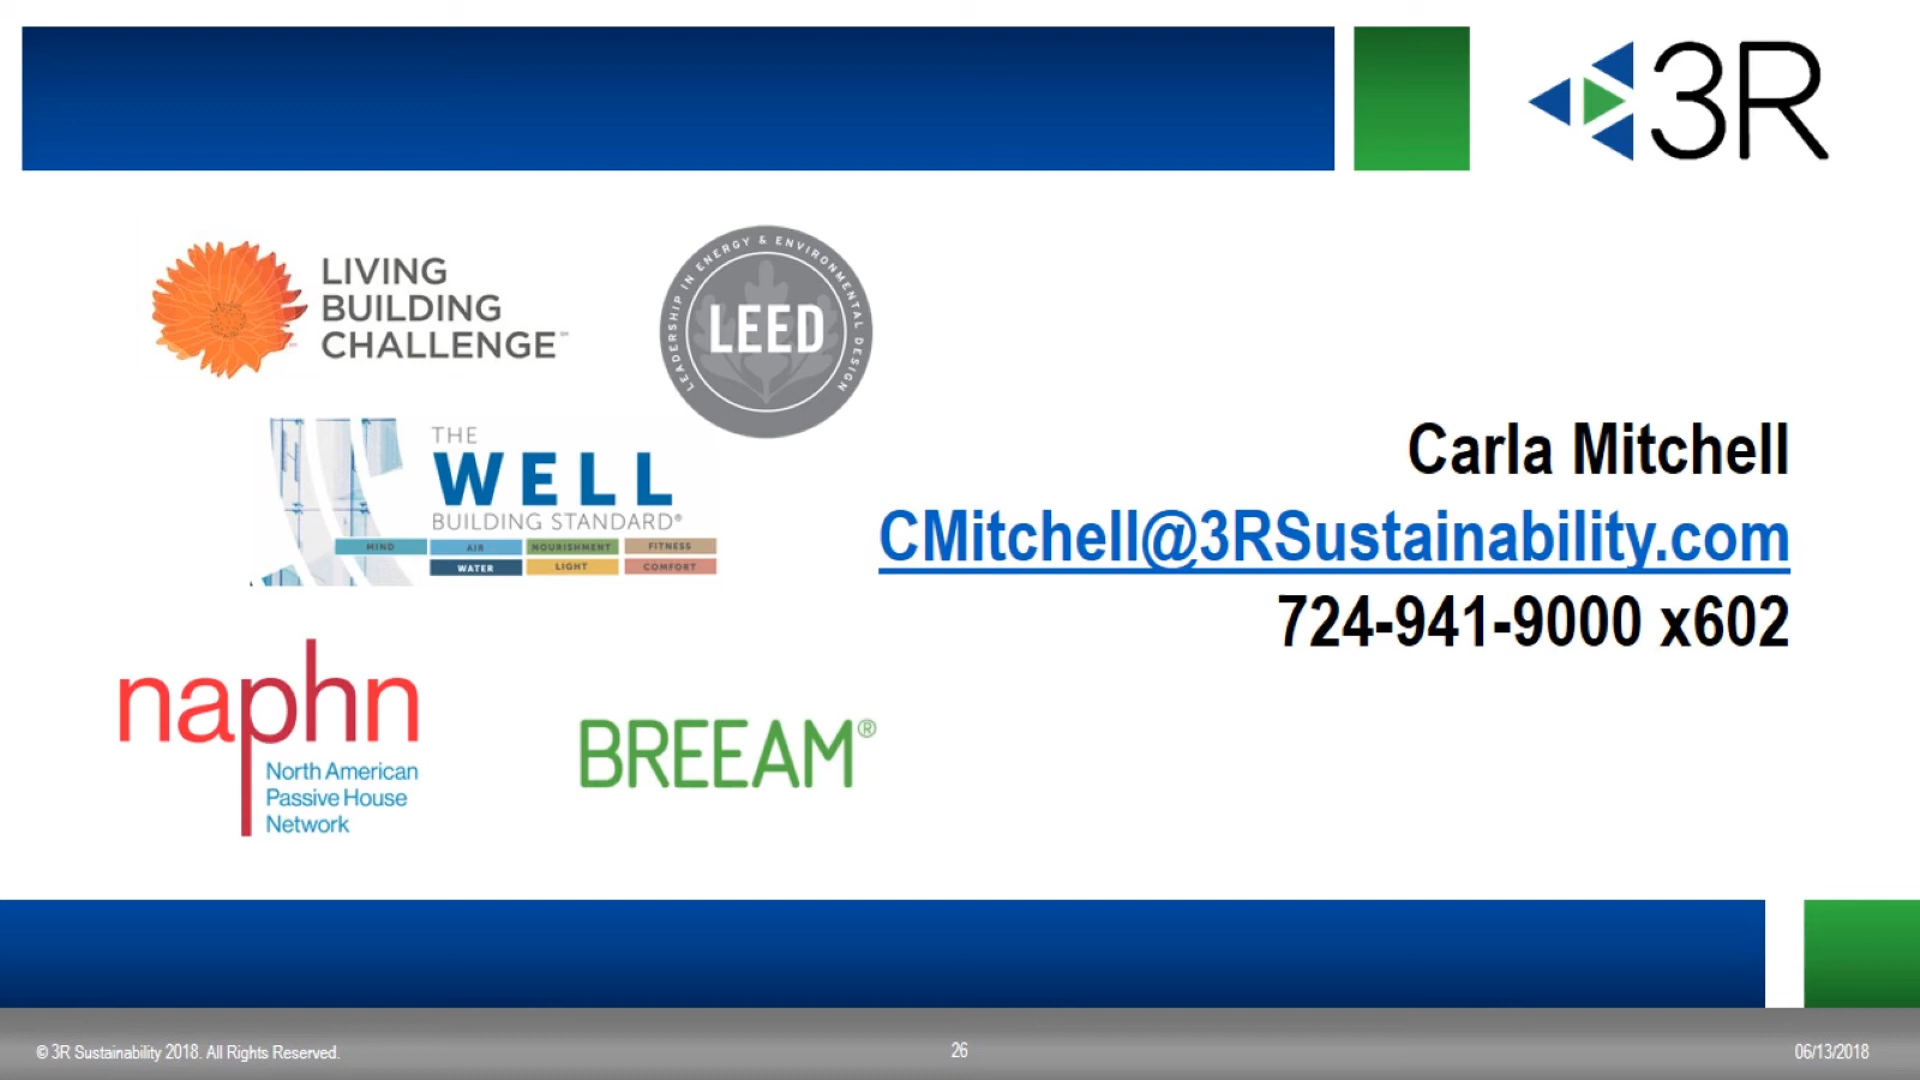 3R
LIVING
BUILDING
CHALLENGE℠
LEADERSHIP IN ENERGY & ENVIRONMENTAL DESIGN
LEED
THE
WELL
BUILDING STANDARD®
MIND
AIR
NOURISHMENT
FITNESS
WATER
LIGHT
COMFORT
Carla Mitchell
CMitchell@3RSustainability.com
724-941-9000 x602
naphn
North American
Passive House
Network
BREEAM®
© 3R Sustainability 2018. All Rights Reserved.
26
06/13/2018